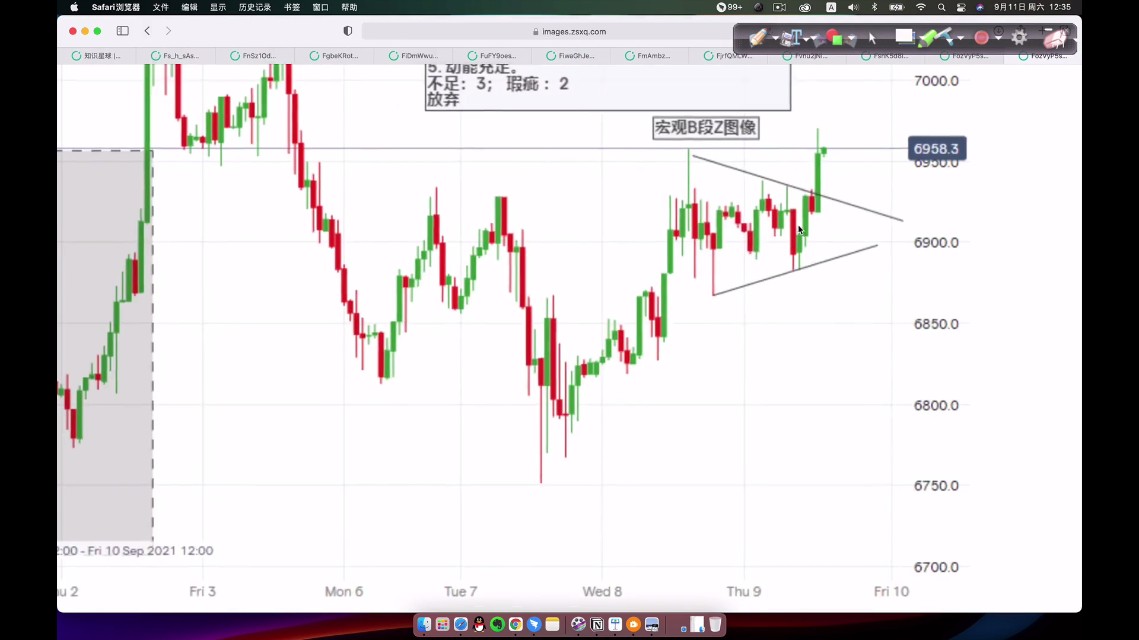 Safari浏览器 文件 编辑 显示 历史记录 书签 窗口 帮助 99+ A 9月11日周六 12:35
images.zsxq.com
知识星球 | Fs_h_sAs... FnSz10d... FgbeKRot... FlDmWwu... FuFY9oes... FiweGhJe... FmAmbz...
5. 动能充足。
不足：3； 瑕疵：2
放弃
宏观B段Z图像
7000.0
6958.3
6950.0
6900.0
6850.0
6800.0
6750.0
6700.0
2:00 - Fri 10 Sep 2021 12:00
hu 2 Fri 3 Mon 6 Tue 7 Wed 8 Thu 9 Fri 10